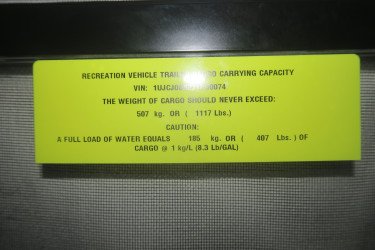 RECREATION VEHICLE CARRYING CAPACITY
VIN:
THE WEIGHT OF CARGO SHOULD NEVER EXCEED:
507 kg. OR ( 1117 Lbs.)
CAUTION:
A FULL LOAD OF WATER EQUALS 185 kg. OR ( 407 Lbs. ) OF
CARGO @ 1 kg/L (8.3 Lb/GAL)